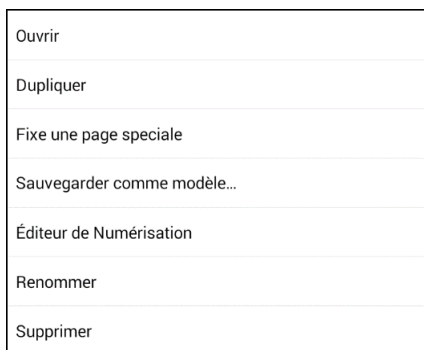 Ouvrir
Dupliquer
Fixe une page speciale
Sauvegarder comme modèle...
Éditeur de Numérisation
Renommer
Supprimer